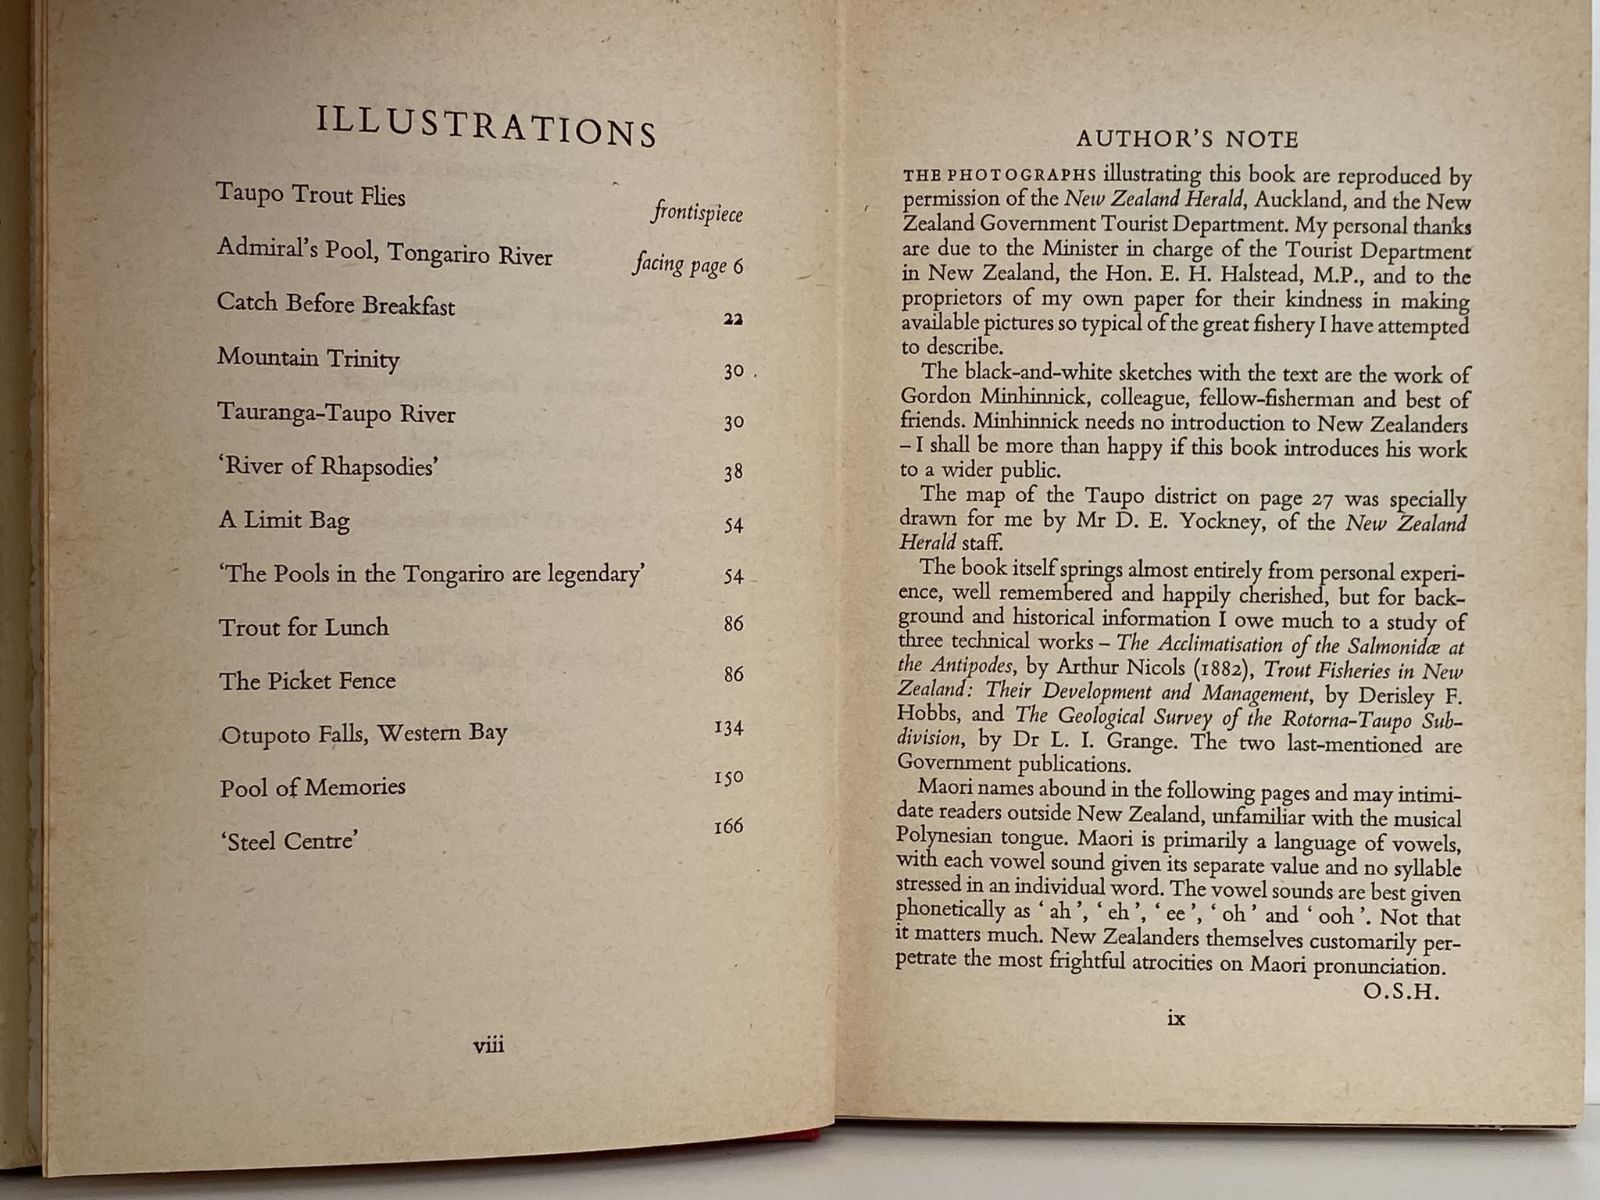 ILLUSTRATIONS
Taupo Trout Flies frontispiece
Admiral's Pool, Tongariro River facing page 6
Catch Before Breakfast 22
Mountain Trinity 30
Tauranga-Taupo River 30
‘River of Rhapsodies’ 38
A Limit Bag 54
‘The Pools in the Tongariro are legendary’ 54
Trout for Lunch 86
The Picket Fence 86
Otupoto Falls, Western Bay 134
Pool of Memories 150
‘Steel Centre’ 166
viii
AUTHOR'S NOTE
THE PHOTOGRAPHS illustrating this book are reproduced by
permission of the New Zealand Herald, Auckland, and the New
Zealand Government Tourist Department. My personal thanks
are due to the Minister in charge of the Tourist Department
in New Zealand, the Hon. E. H. Halstead, M.P., and to the
proprietors of my own paper for their kindness in making
available pictures so typical of the great fishery I have attempted
to describe.
The black-and-white sketches with the text are the work of
Gordon Minhinnick, colleague, fellow-fisherman and best of
friends. Minhinnick needs no introduction to New Zealanders
– I shall be more than happy if this book introduces his work
to a wider public.
The map of the Taupo district on page 27 was specially
drawn for me by Mr D. E. Yockney, of the New Zealand
Herald staff.
The book itself springs almost entirely from personal experi-
ence, well remembered and happily cherished, but for back-
ground and historical information I owe much to a study of
three technical works – The Acclimatisation of the Salmonidæ at
the Antipodes, by Arthur Nicols (1882), Trout Fisheries in New
Zealand: Their Development and Management, by Derisley F.
Hobbs, and The Geological Survey of the Rotorna-Taupo Sub-
division, by Dr L. I. Grange. The two last-mentioned are
Government publications.
Maori names abound in the following pages and may intimi-
date readers outside New Zealand, unfamiliar with the musical
Polynesian tongue. Maori is primarily a language of vowels,
with each vowel sound given its separate value and no syllable
stressed in an individual word. The vowel sounds are best given
phonetically as ‘ ah ’, ‘ eh ’, ‘ ee ’, ‘ oh ’ and ‘ ooh ’. Not that
it matters much. New Zealanders themselves customarily per-
petrate the most frightful atrocities on Maori pronunciation.
O.S.H.
ix